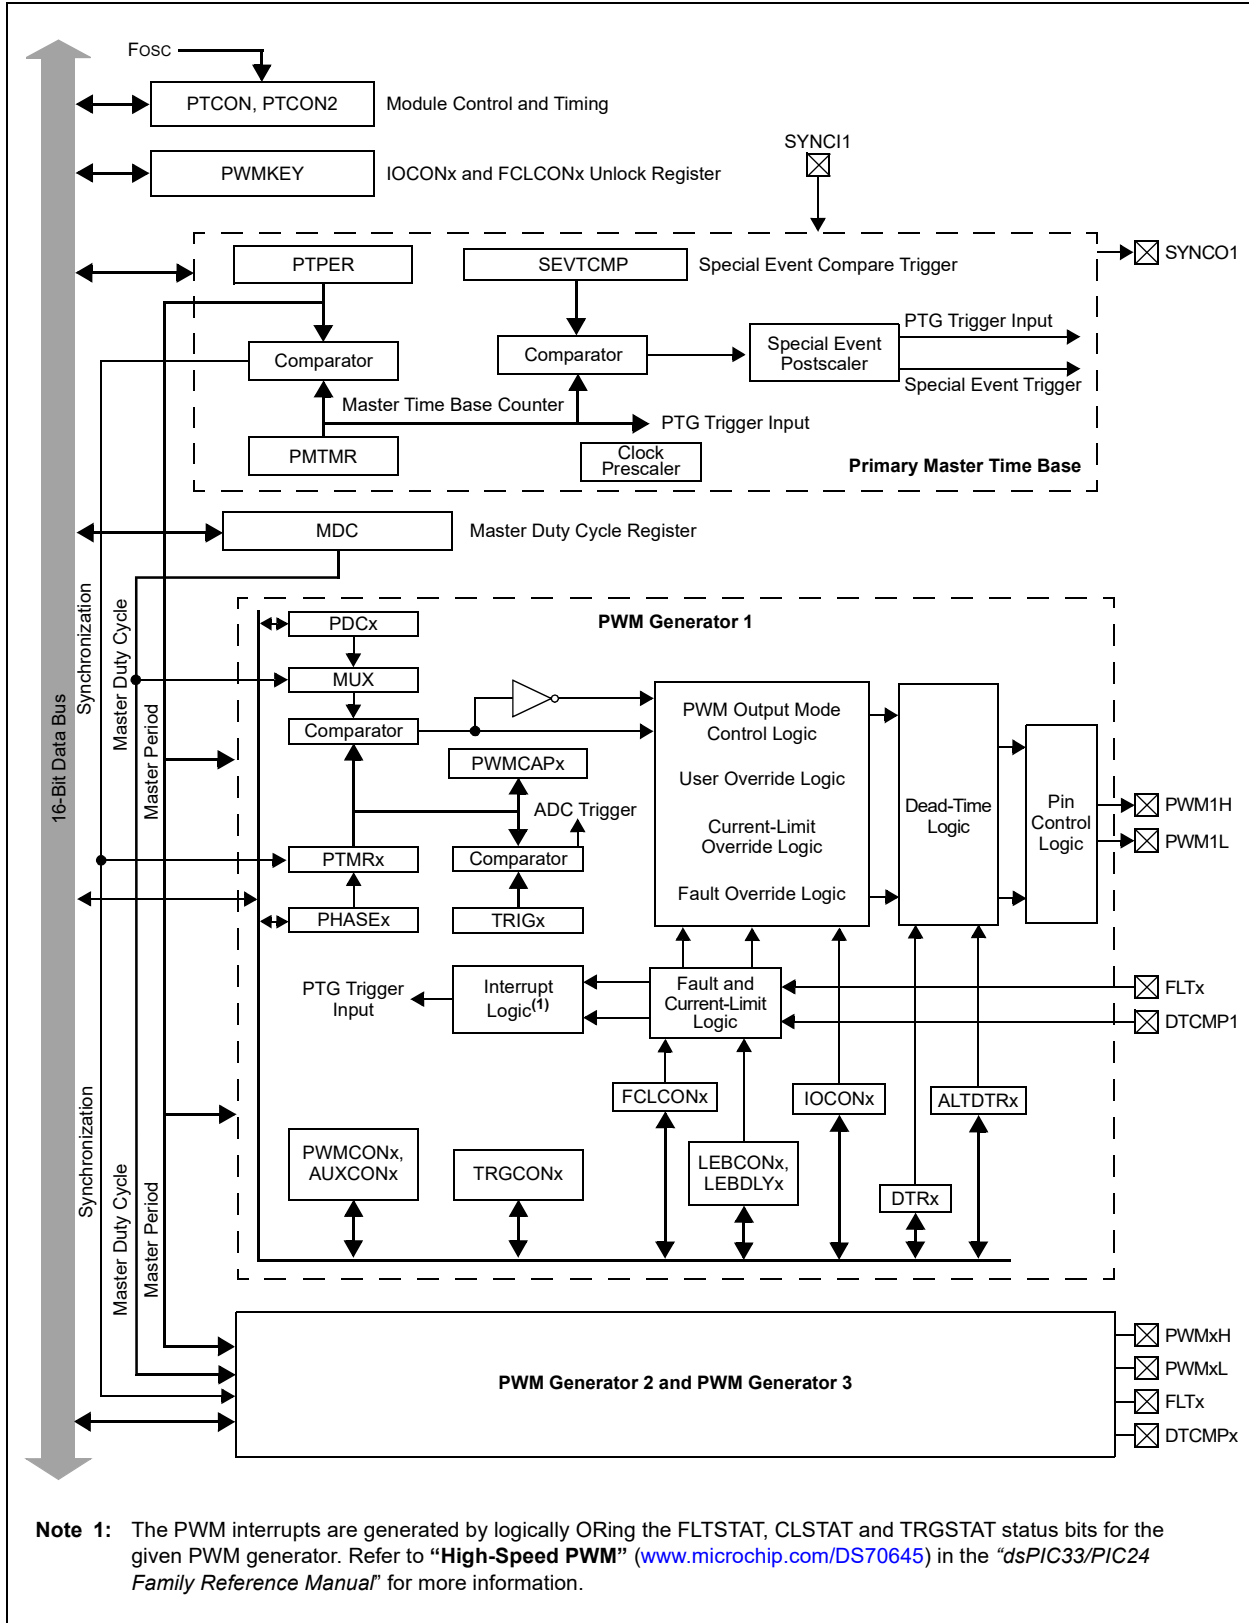 FOSC
PTCON, PTCON2
Module Control and Timing
PWMKEY
IOCONx and FCLCONx Unlock Register
SYNCI1
SYNCO1
PTPER
SEVTCMP
Special Event Compare Trigger
Comparator
Comparator
Special Event
Postscaler
PTG Trigger Input
Special Event Trigger
Master Time Base Counter
PTG Trigger Input
PMTMR
Clock
Prescaler
Primary Master Time Base
MDC
Master Duty Cycle Register
16-Bit Data Bus
Synchronization
Master Duty Cycle
Master Period
PWM Generator 1
PDCx
MUX
Comparator
PWMCAPx
ADC Trigger
PTMRx
Comparator
PHASEx
TRIGx
PWM Output Mode
Control Logic
User Override Logic
Current-Limit
Override Logic
Fault Override Logic
Dead-Time
Logic
Pin
Control
Logic
PWM1H
PWM1L
PTG Trigger
Input
Interrupt
Logic(1)
Fault and
Current-Limit
Logic
FLTx
DTCMP1
FCLCONx
IOCONx
ALTDTRx
PWMCONx,
AUXCONx
TRGCONx
LEBCONx,
LEBDLYx
DTRx
Synchronization
Master Duty Cycle
Master Period
PWM Generator 2 and PWM Generator 3
PWMxH
PWMxL
FLTx
DTCMPx
Note 1: The PWM interrupts are generated by logically ORing the FLTSTAT, CLSTAT and TRGSTAT status bits for the
given PWM generator. Refer to “High-Speed PWM” (www.microchip.com/DS70645) in the “dsPIC33/PIC24
Family Reference Manual” for more information.